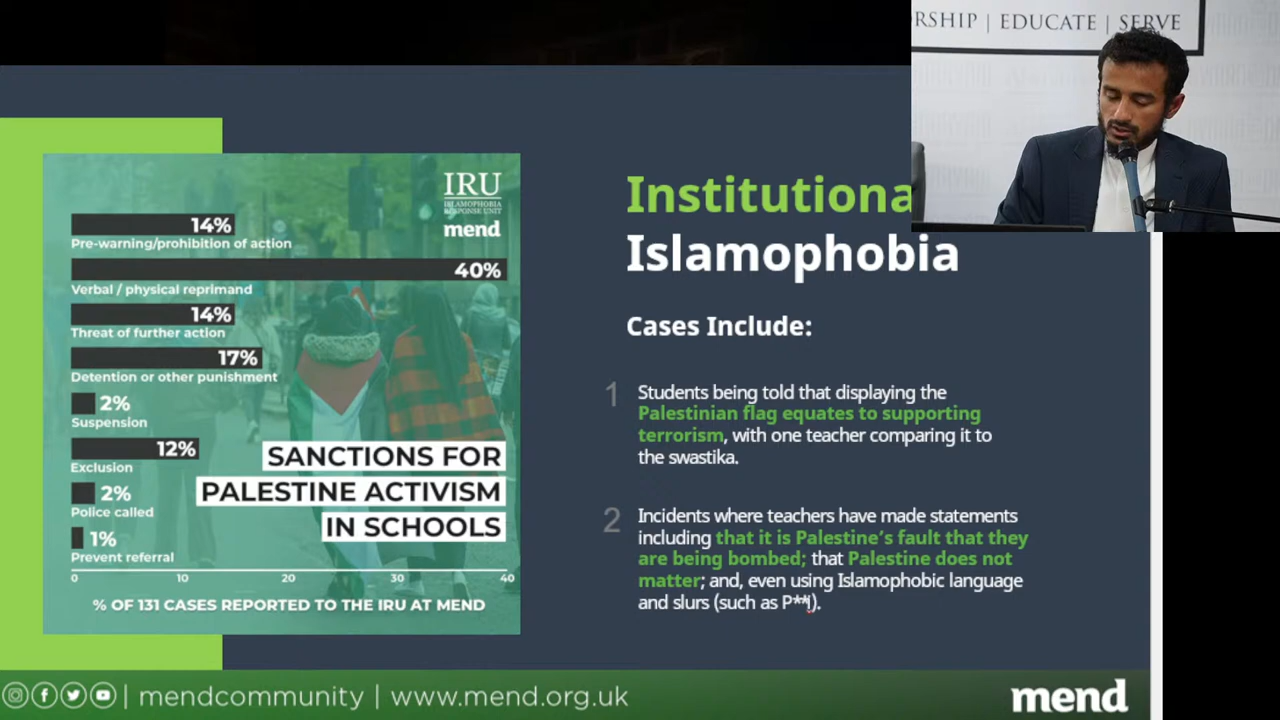 RSHIP | EDUCATE | SERVE
IRU
ISLAMOPHOBIA
RESPONSE UNIT
mend
14%
Pre-warning/prohibition of action
40%
Verbal / physical reprimand
14%
Threat of further action
17%
Detention or other punishment
2%
Suspension
12%
Exclusion
2%
Police called
1%
Prevent referral
0 10 20 30 40
SANCTIONS FOR
PALESTINE ACTIVISM
IN SCHOOLS
% OF 131 CASES REPORTED TO THE IRU AT MEND
Institutiona
Islamophobia
Cases Include:
1
Students being told that displaying the
Palestinian flag equates to supporting
terrorism, with one teacher comparing it to
the swastika.
2
Incidents where teachers have made statements
including that it is Palestine's fault that they
are being bombed; that Palestine does not
matter; and, even using Islamophobic language
and slurs (such as P**i).
| mendcommunity | www.mend.org.uk
mend